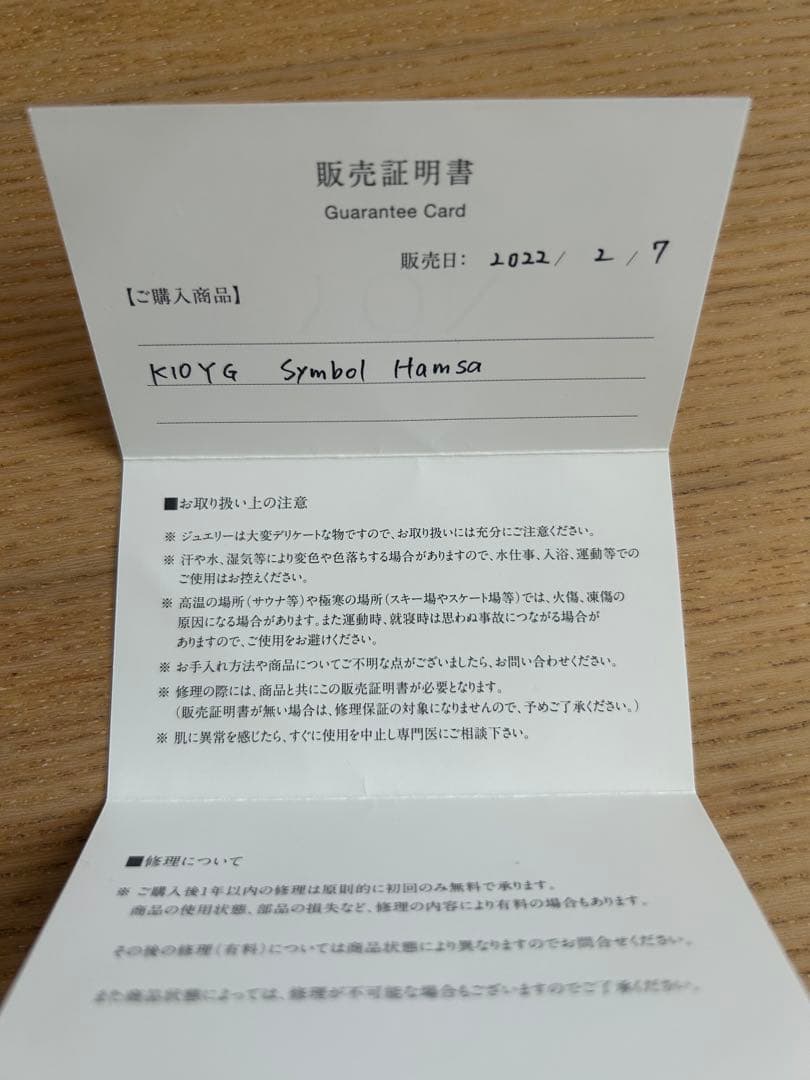 販売証明書
Guarantee Card
販売日: 2022 / 2 / 7
【ご購入商品】
K10YG Symbol Hamsa
■お取り扱い上の注意
※ ジュエリーは大変デリケートな物ですので、お取り扱いには充分にご注意ください。
※ 汗や水、湿気等により変色や色落ちする場合がありますので、水仕事、入浴、運動等での
ご使用はお控えください。
※ 高温の場所（サウナ等）や極寒の場所（スキー場やスケート場等）では、火傷、凍傷の
原因になる場合があります。また運動時、就寝時は思わぬ事故につながる場合が
ありますので、ご使用をお避けください。
※ お手入れ方法や商品についてご不明な点がございましたら、お問い合わせください。
※ 修理の際には、商品と共にこの販売証明書が必要となります。
（販売証明書が無い場合は、修理保証の対象になりませんので、予めご了承ください。）
※ 肌に異常を感じたら、すぐに使用を中止し専門医にご相談下さい。
■修理について
※ ご購入後1年以内の修理は原則的に初回のみ無料で承ります。
商品の使用状態、部品の損失など、修理の内容により有料の場合もあります。
その後の修理（有料）については商品状態により異なりますのでお問合せください。
また商品状態によっては、修理が不可能な場合もございますのでご了承ください。